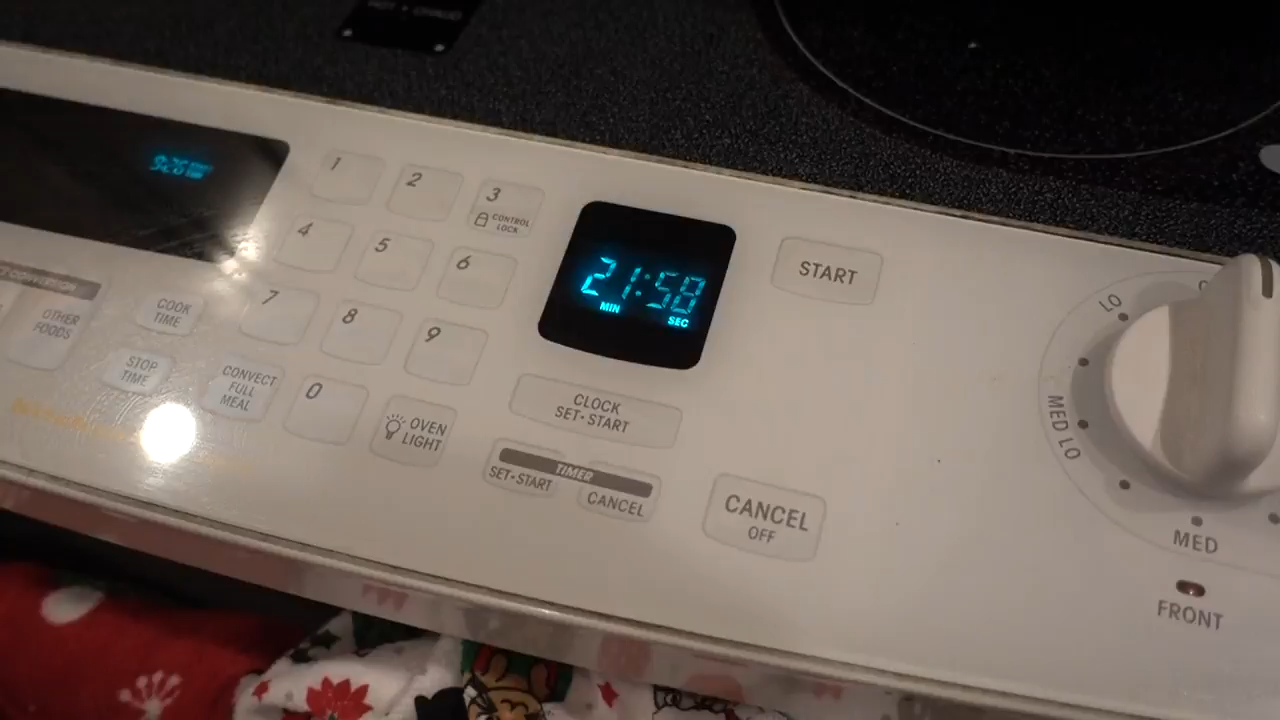 1
2
3
CONTROL
LOCK
4
5
6
7
8
9
0
OTHER
FOODS
COOK
TIME
STOP
TIME
CONVECT
FULL
MEAL
OVEN
LIGHT
21:58
MIN
SEC
START
CLOCK
SET•START
TIMER
SET•START
CANCEL
CANCEL
OFF
LO
MED LO
MED
FRONT